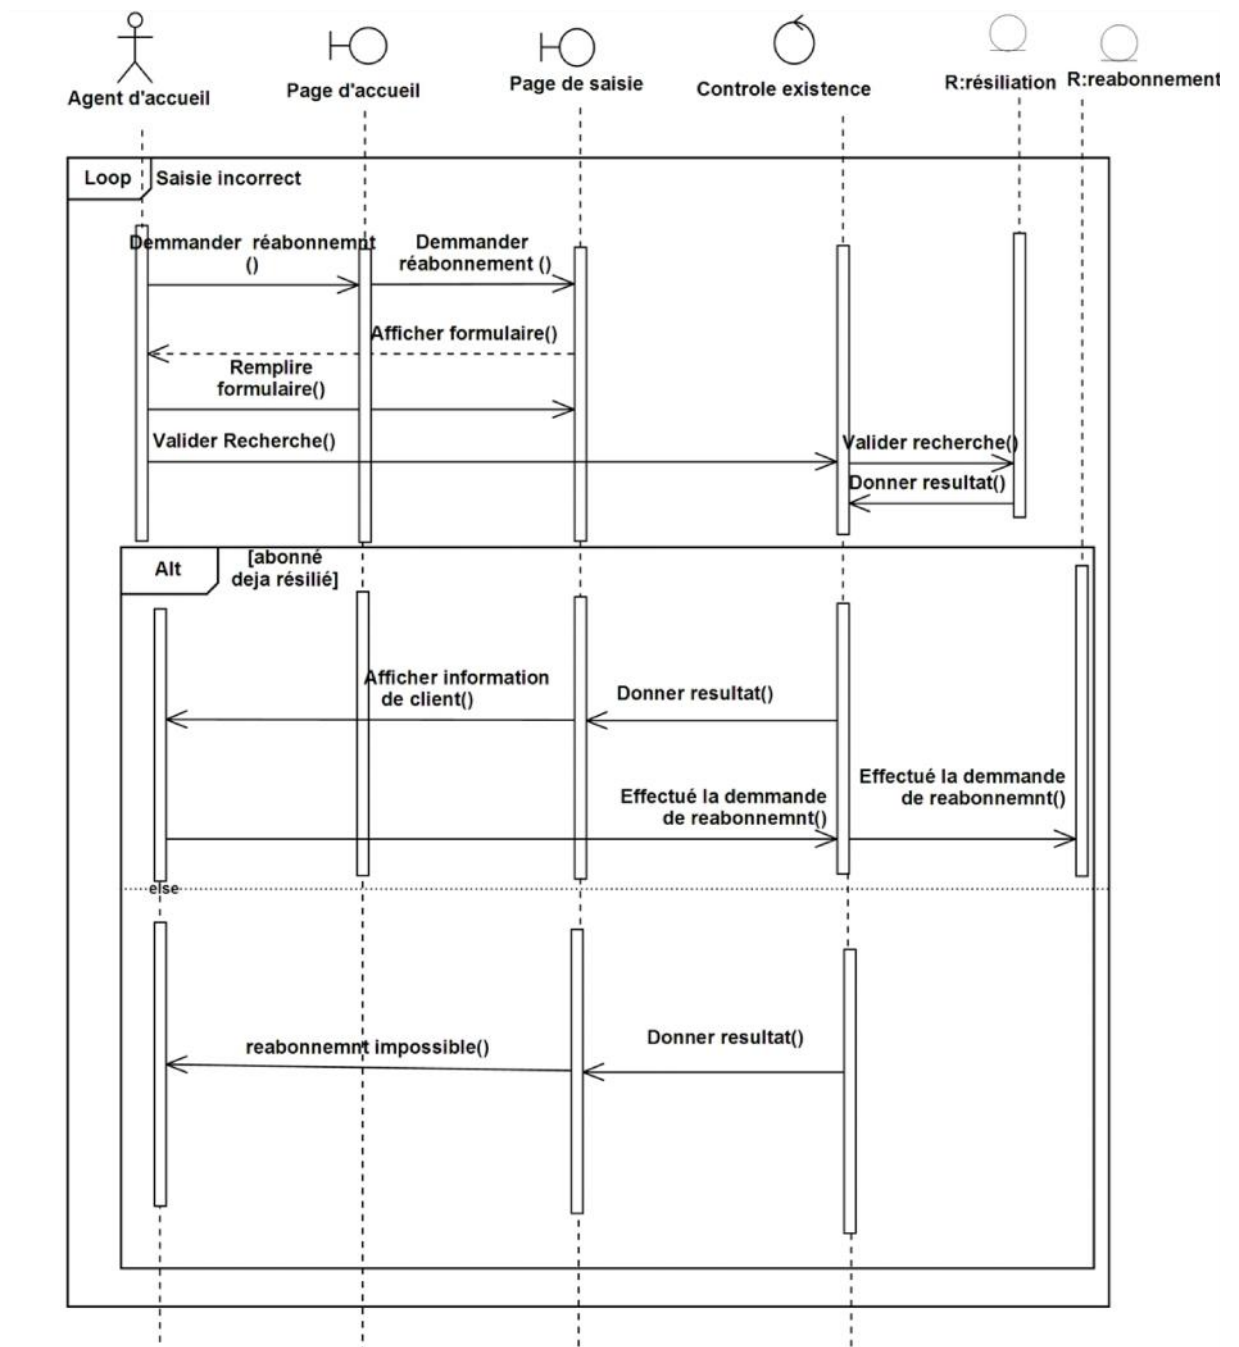 Agent d'accueil
Page d'accueil
Page de saisie
Controle existence
R:résiliation
R:reabonnement
Loop
Saisie incorrect
Demmander réabonnemnt
()
Demmander
réabonnement ()
Afficher formulaire()
Remplire
formulaire()
Valider Recherche()
Valider recherche()
Donner resultat()
Alt
[abonné
deja résilié]
Afficher information
de client()
Donner resultat()
Effectué la demmande
de reabonnemnt()
Effectué la demmande
de reabonnemnt()
else
reabonnemnt impossible()
Donner resultat()